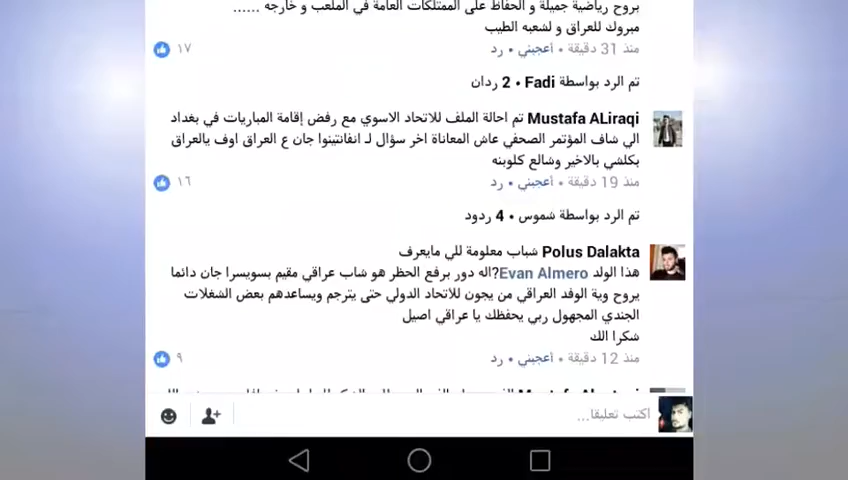 بروح رياضية جميلة و الحفاظ على الممتلكات العامة في الملعب و خارجه ......
مبروك للعراق و لشعبه الطيب
منذ 31 دقيقة • أعجبني • رد
١٧
تم الرد بواسطة Fadi • 2 ردان
Mustafa ALiraqi تم احالة الملف للاتحاد الاسوي مع رفض إقامة المباريات في بغداد
الي شاف المؤتمر الصحفي عاش المعاناة اخر سؤال لـ انفانتينوا جان ع العراق اوف يالعراق
بكلشي بالاخير وشالع كلوبنه
منذ 19 دقيقة • أعجبني • رد
١٦
تم الرد بواسطة شموس • 4 ردود
Polus Dalakta شباب معلومة للي مايعرف
هذا الولد Evan Almero?اله دور برفع الحظر هو شاب عراقي مقيم بسويسرا جان دائما
يروح وية الوفد العراقي من يجون للاتحاد الدولي حتى يترجم ويساعدهم بعض الشغلات
الجندي المجهول ربي يحفظك يا عراقي اصيل
شكرا الك
منذ 12 دقيقة • أعجبني • رد
٩
اكتب تعليقا...